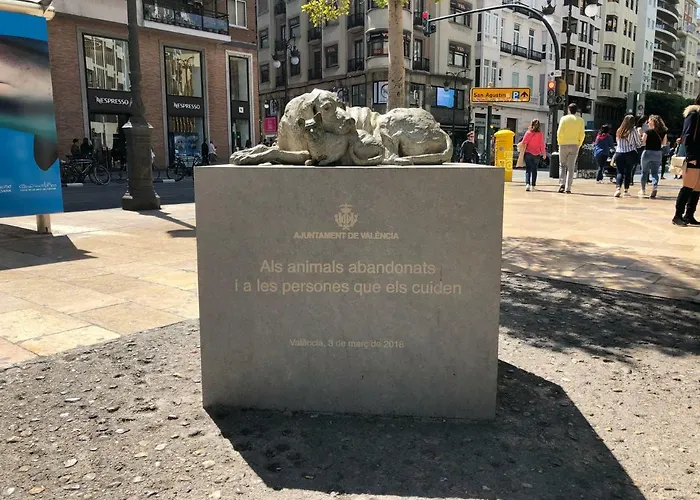 NESPRESSO
NESPRESSO
San Agustín P
AJUNTAMENT DE VALÈNCIA
Als animals abandonats
i a les persones que els cuiden
València, 3 de març de 2016